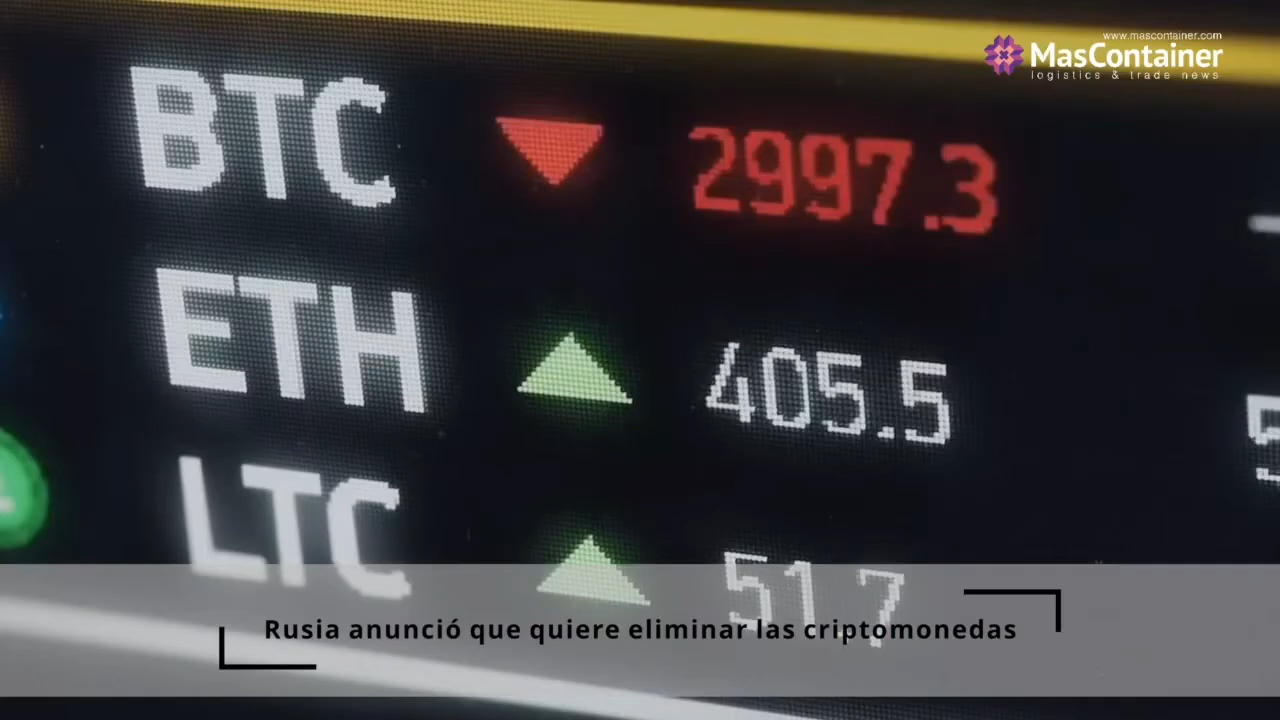 www.mascontainer.com
MasContainer
logistics & trade news
BTC 2997.3
ETH 405.5
LTC 51.7
Rusia anunció que quiere eliminar las criptomonedas